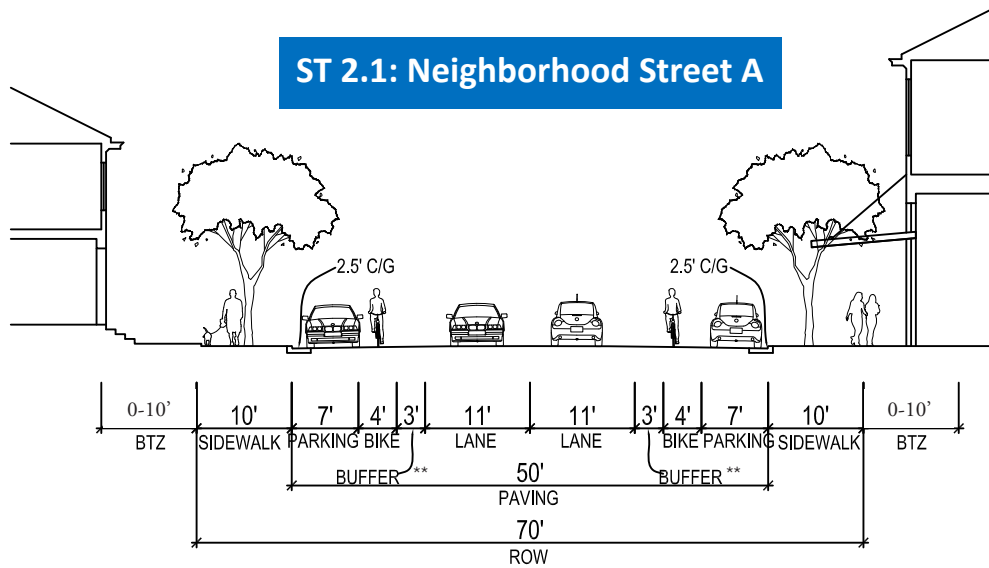 ST 2.1: Neighborhood Street A
2.5' C/G 2.5' C/G
0-10’ 10' 7' 4' 3' 11' 11' 3' 4' 7' 10' 0-10’
BTZ SIDEWALK PARKING BIKE LANE LANE BIKE PARKING SIDEWALK BTZ
BUFFER ** BUFFER **
50'
PAVING
70'
ROW